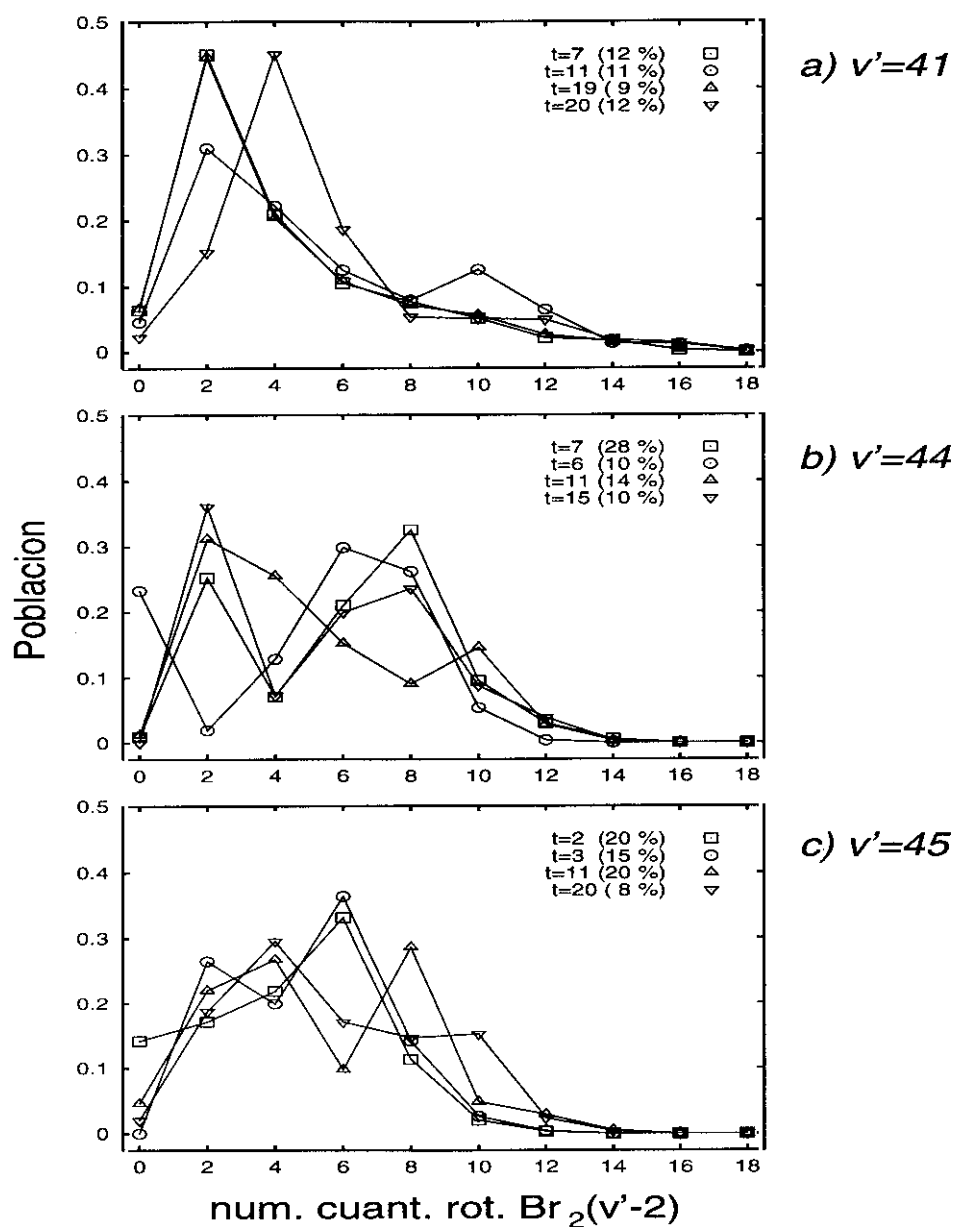 0.5
0.4
0.3
0.2
0.1
0
0 2 4 6 8 10 12 14 16 18
t=7 (12 %)
t=11 (11 %)
t=19 ( 9 %)
t=20 (12 %)
a) v'=41
0.5
0.4
0.3
0.2
0.1
0
0 2 4 6 8 10 12 14 16 18
t=7 (28 %)
t=6 (10 %)
t=11 (14 %)
t=15 (10 %)
b) v'=44
Poblacion
0.5
0.4
0.3
0.2
0.1
0
0 2 4 6 8 10 12 14 16 18
t=2 (20 %)
t=3 (15 %)
t=11 (20 %)
t=20 ( 8 %)
c) v'=45
num. cuant. rot. Br₂(v'-2)